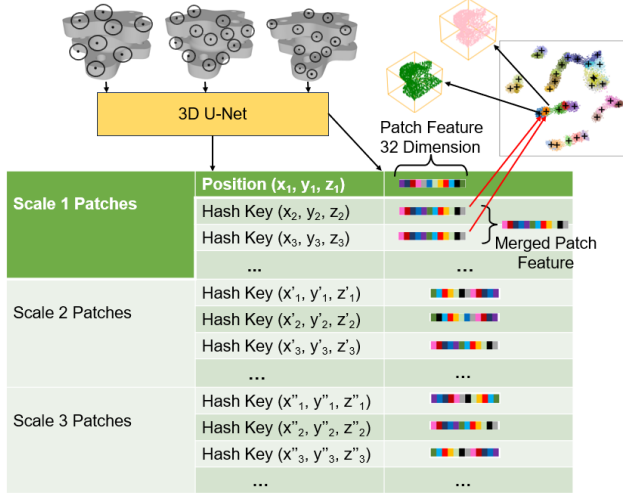 3D U-Net
Patch Feature
32 Dimension
Scale 1 Patches
Position (x1, y1, z1)
Hash Key (x2, y2, z2)
Hash Key (x3, y3, z3)
... ...
Merged Patch
Feature
Scale 2 Patches
Hash Key (x'1, y'1, z'1)
Hash Key (x'2, y'2, z'2)
Hash Key (x'3, y'3, z'3)
... ...
Scale 3 Patches
Hash Key (x"1, y"1, z"1)
Hash Key (x"2, y"2, z"2)
Hash Key (x"3, y"3, z"3)
... ...